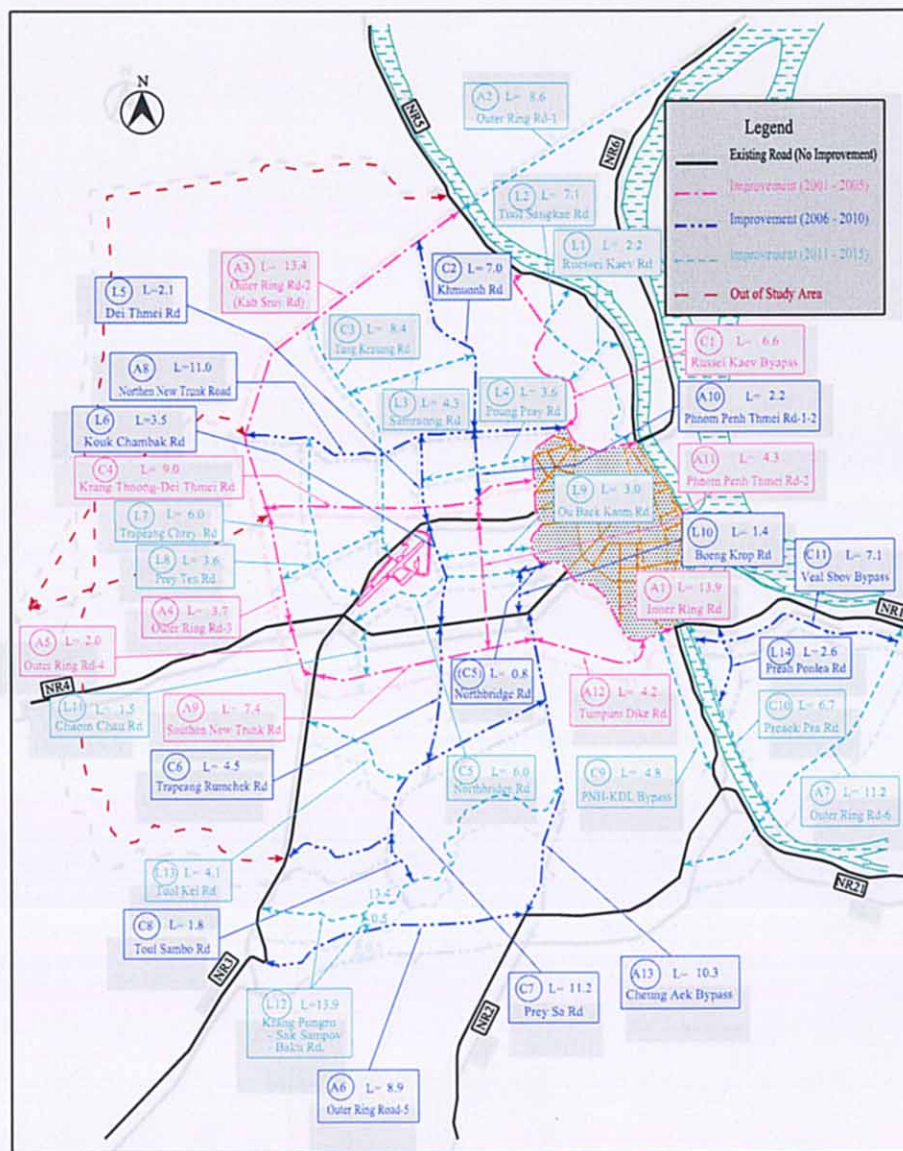 N
NR5
A2 L= 8.6
Outer Ring Rd-1
NR6
Legend
Existing Road (No Improvement)
Improvement (2001 - 2005)
Improvement (2006 - 2010)
Improvement (2011 - 2015)
Out of Study Area
L2 L= 7.1
Tuol Sangkae Rd
L1 L= 2.2
Ruessei Kaev Rd
A3 L= 13.4
Outer Ring Rd-2
(Kab Srov Rd)
C2 L= 7.0
Khmuonh Rd
L5 L=2.1
Dei Thmei Rd
C3 L= 8.4
Tang Krasang Rd
C1 L= 6.6
Russei Kaev Byapss
A8 L=11.0
Northen New Trunk Road
L3 L= 4.3
Samraong Rd
L4 L= 3.6
Poung Peay Rd
A10 L= 2.2
Phnom Penh Thmei Rd-1-2
L6 L=3.5
Kouk Chambak Rd
C4 L= 9.0
Krang Thnong-Dei Thmei Rd
A11 L= 4.3
Phnom Penh Thmei Rd-2
L7 L= 6.0
Trapeang Chrey Rd
L9 L= 3.0
Ou Baek Kaam Rd
L8 L= 3.6
Prey Tea Rd
L10 L= 1.4
Boeng Krop Rd
C11 L= 7.1
Veal Sbov Bypass
A4 L= 3.7
Outer Ring Rd-3
A1 L= 13.9
Inner Ring Rd
NR1
A5 L= 2.0
Outer Ring Rd-4
NR4
L14 L= 2.6
Preah Ponlea Rd
L11 L= 1.5
Chaom Chau Rd
A9 L= 7.4
Southen New Trunk Rd
(C5) L= 0.8
Northbridge Rd
A12 L= 4.2
Tumpun Dike Rd
C10 L= 6.7
Preaek Pra Rd
C6 L= 4.5
Trapeang Rumchek Rd
C5 L= 6.0
Northbridge Rd
C9 L= 4.8
PNH-KDL Bypass
A7 L= 11.2
Outer Ring Rd-6
L13 L= 4.1
Tual Kei Rd
NR21
13.4
0.5
C8 L= 1.8
Toul Sambo Rd
NR3
L12 L=13.9
Krang Pongro
- Sak Sampov
- Baku Rd.
NR2
C7 L= 11.2
Prey Sa Rd
A13 L= 10.3
Cheung Aek Bypass
A6 L= 8.9
Outer Ring Road-5